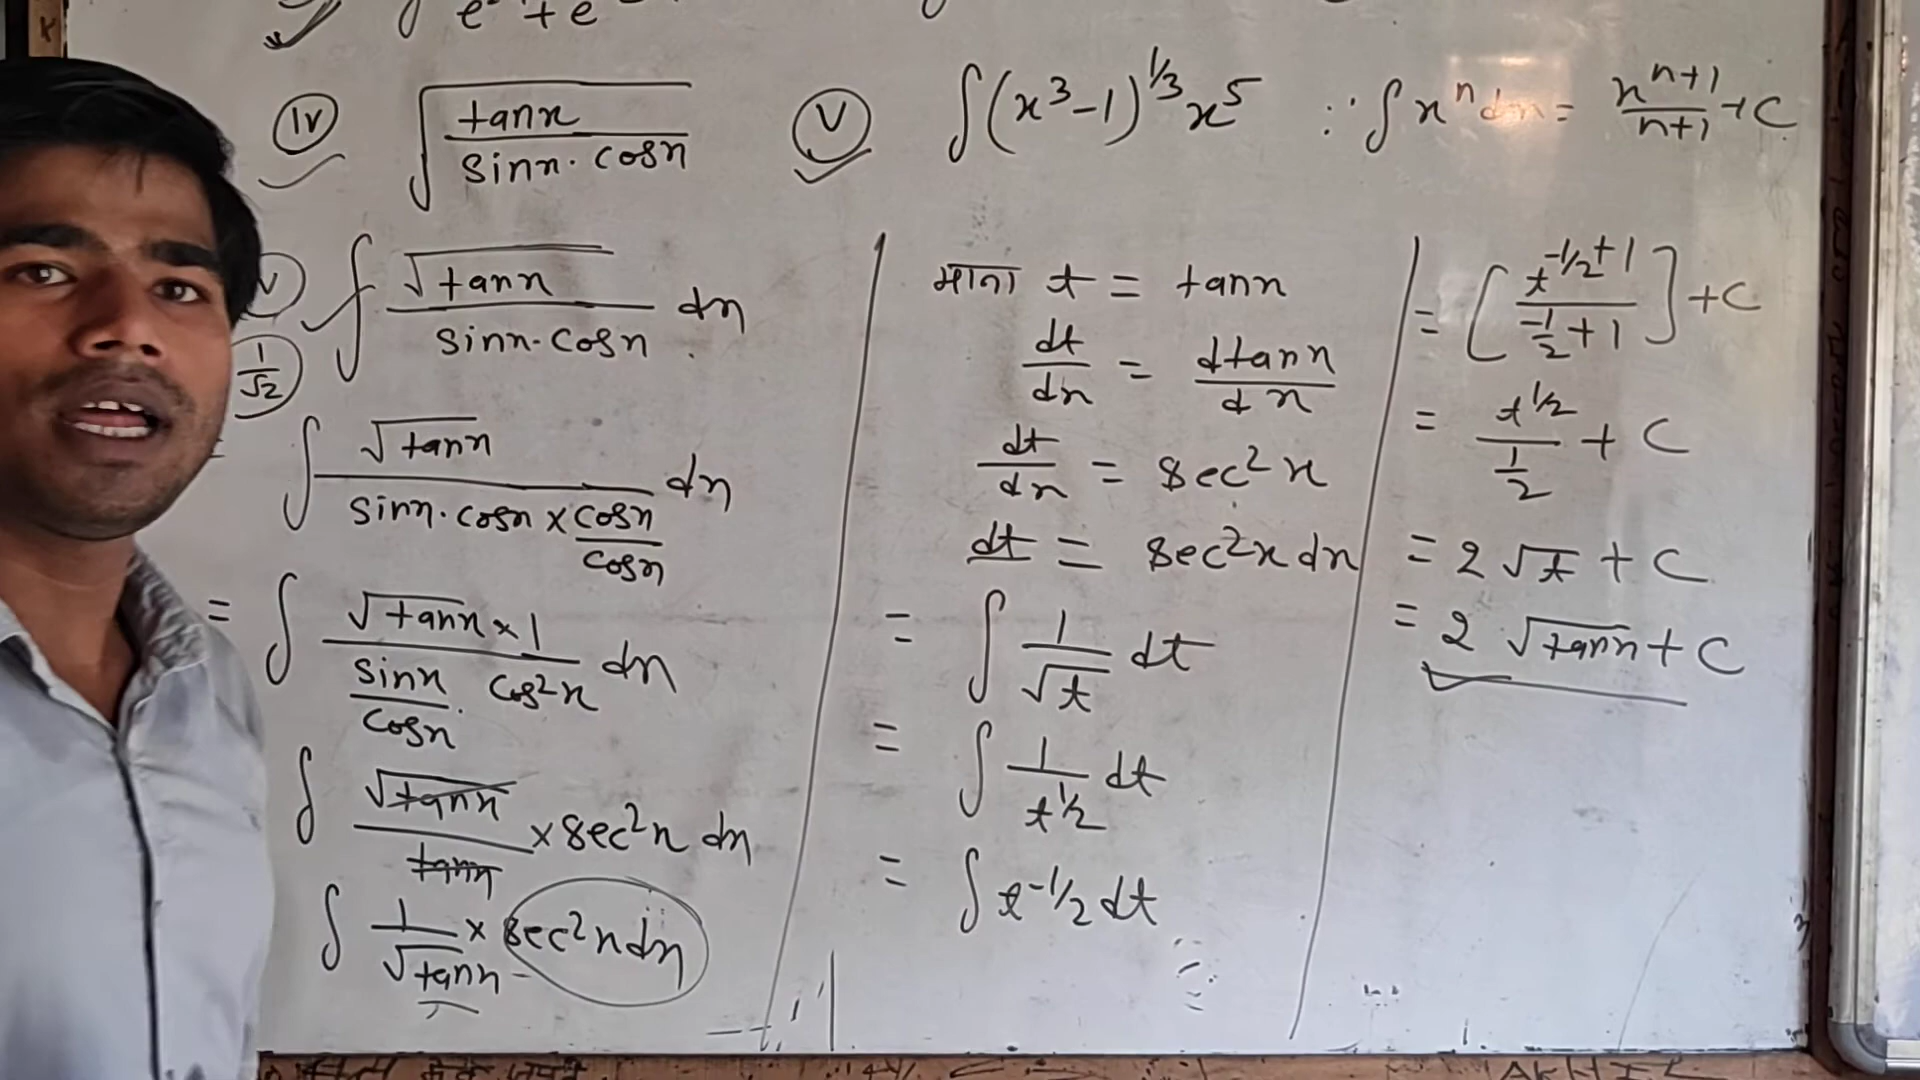 (iv) √(tanx / sinx · cosx)
(v) ∫(x³-1)^1/3 x⁵ ∵ ∫xⁿdx = xⁿ⁺¹/n+1 + C
∫ √tanx / sinx·cosx dx
1/√2
= ∫ √tanx / sinx·cosx × cosx/cosx dx
= ∫ √tanx × 1 / sinx/cosx · cos²x dx
∫ √tanx / tanx × sec²x dx
∫ 1/√tanx × sec²x dx
माना t = tanx
dt/dx = dtanx/dx
dt/dx = sec²x
dt = sec²x dx
= ∫ 1/√t dt
= ∫ 1/t^1/2 dt
= ∫ t^-1/2 dt
= [t^-1/2+1 / -1/2+1] + C
= t^1/2 / 1/2 + C
= 2√t + C
= 2√tanx + C